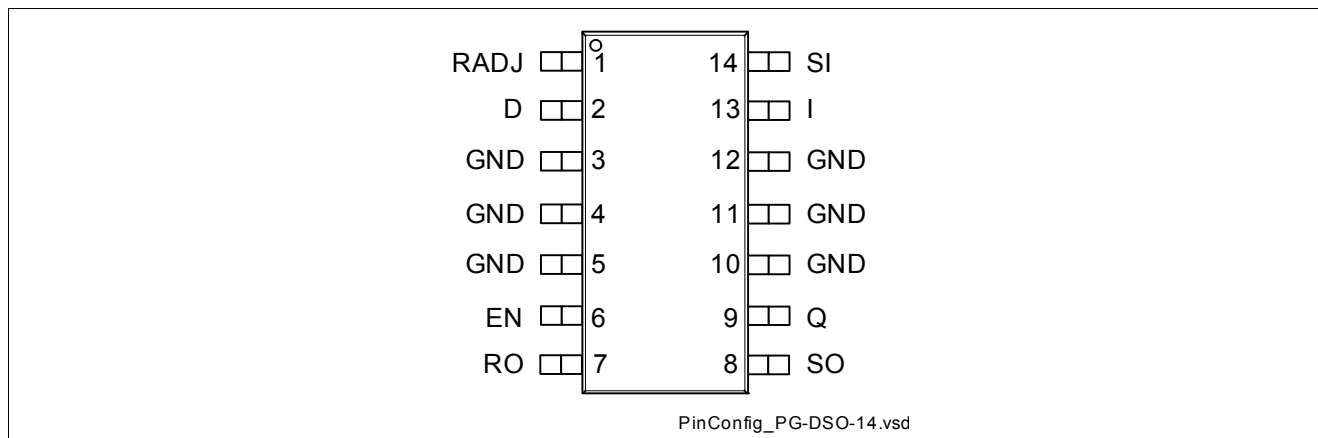 RADJ 1 14 SI
D 2 13 I
GND 3 12 GND
GND 4 11 GND
GND 5 10 GND
EN 6 9 Q
RO 7 8 SO
PinConfig_PG-DSO-14.vsd